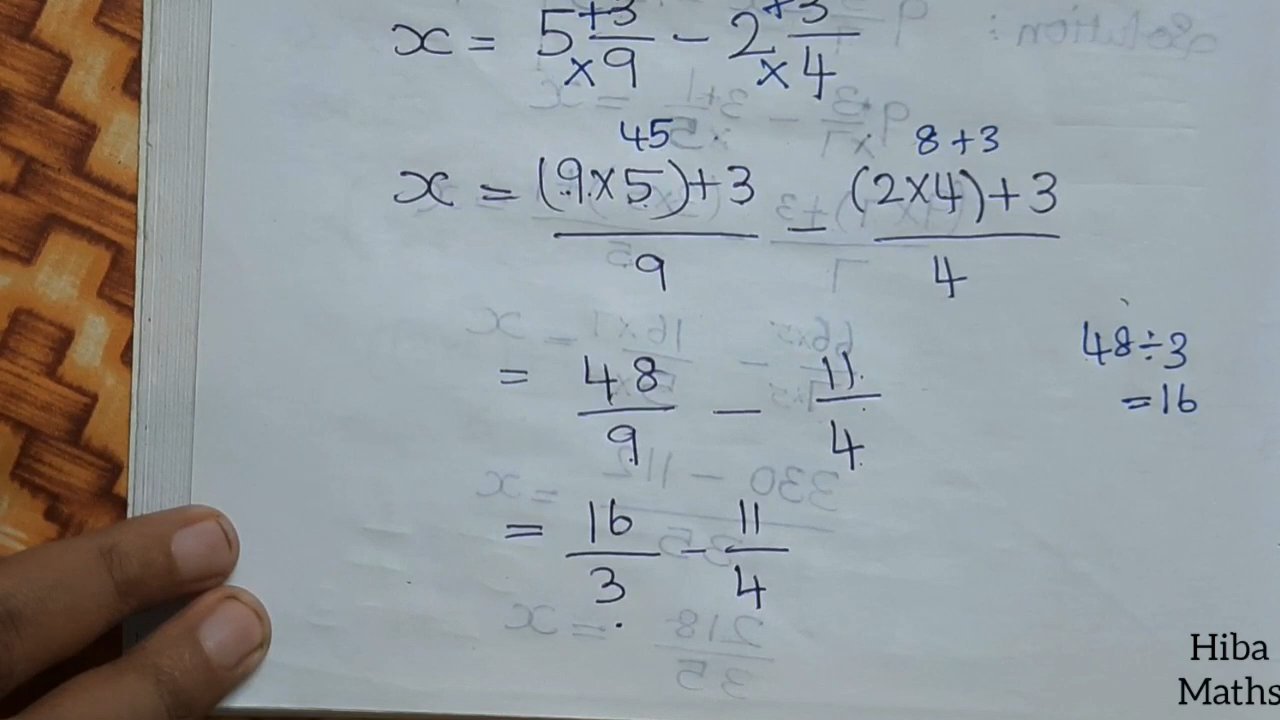 x = 5 +3/×9 − 2 +3/×4
45 8+3
x = (9×5)+3/9 − (2×4)+3/4
= 48/9 − 11/4
48÷3
=16
= 16/3 − 11/4
Hiba
Maths